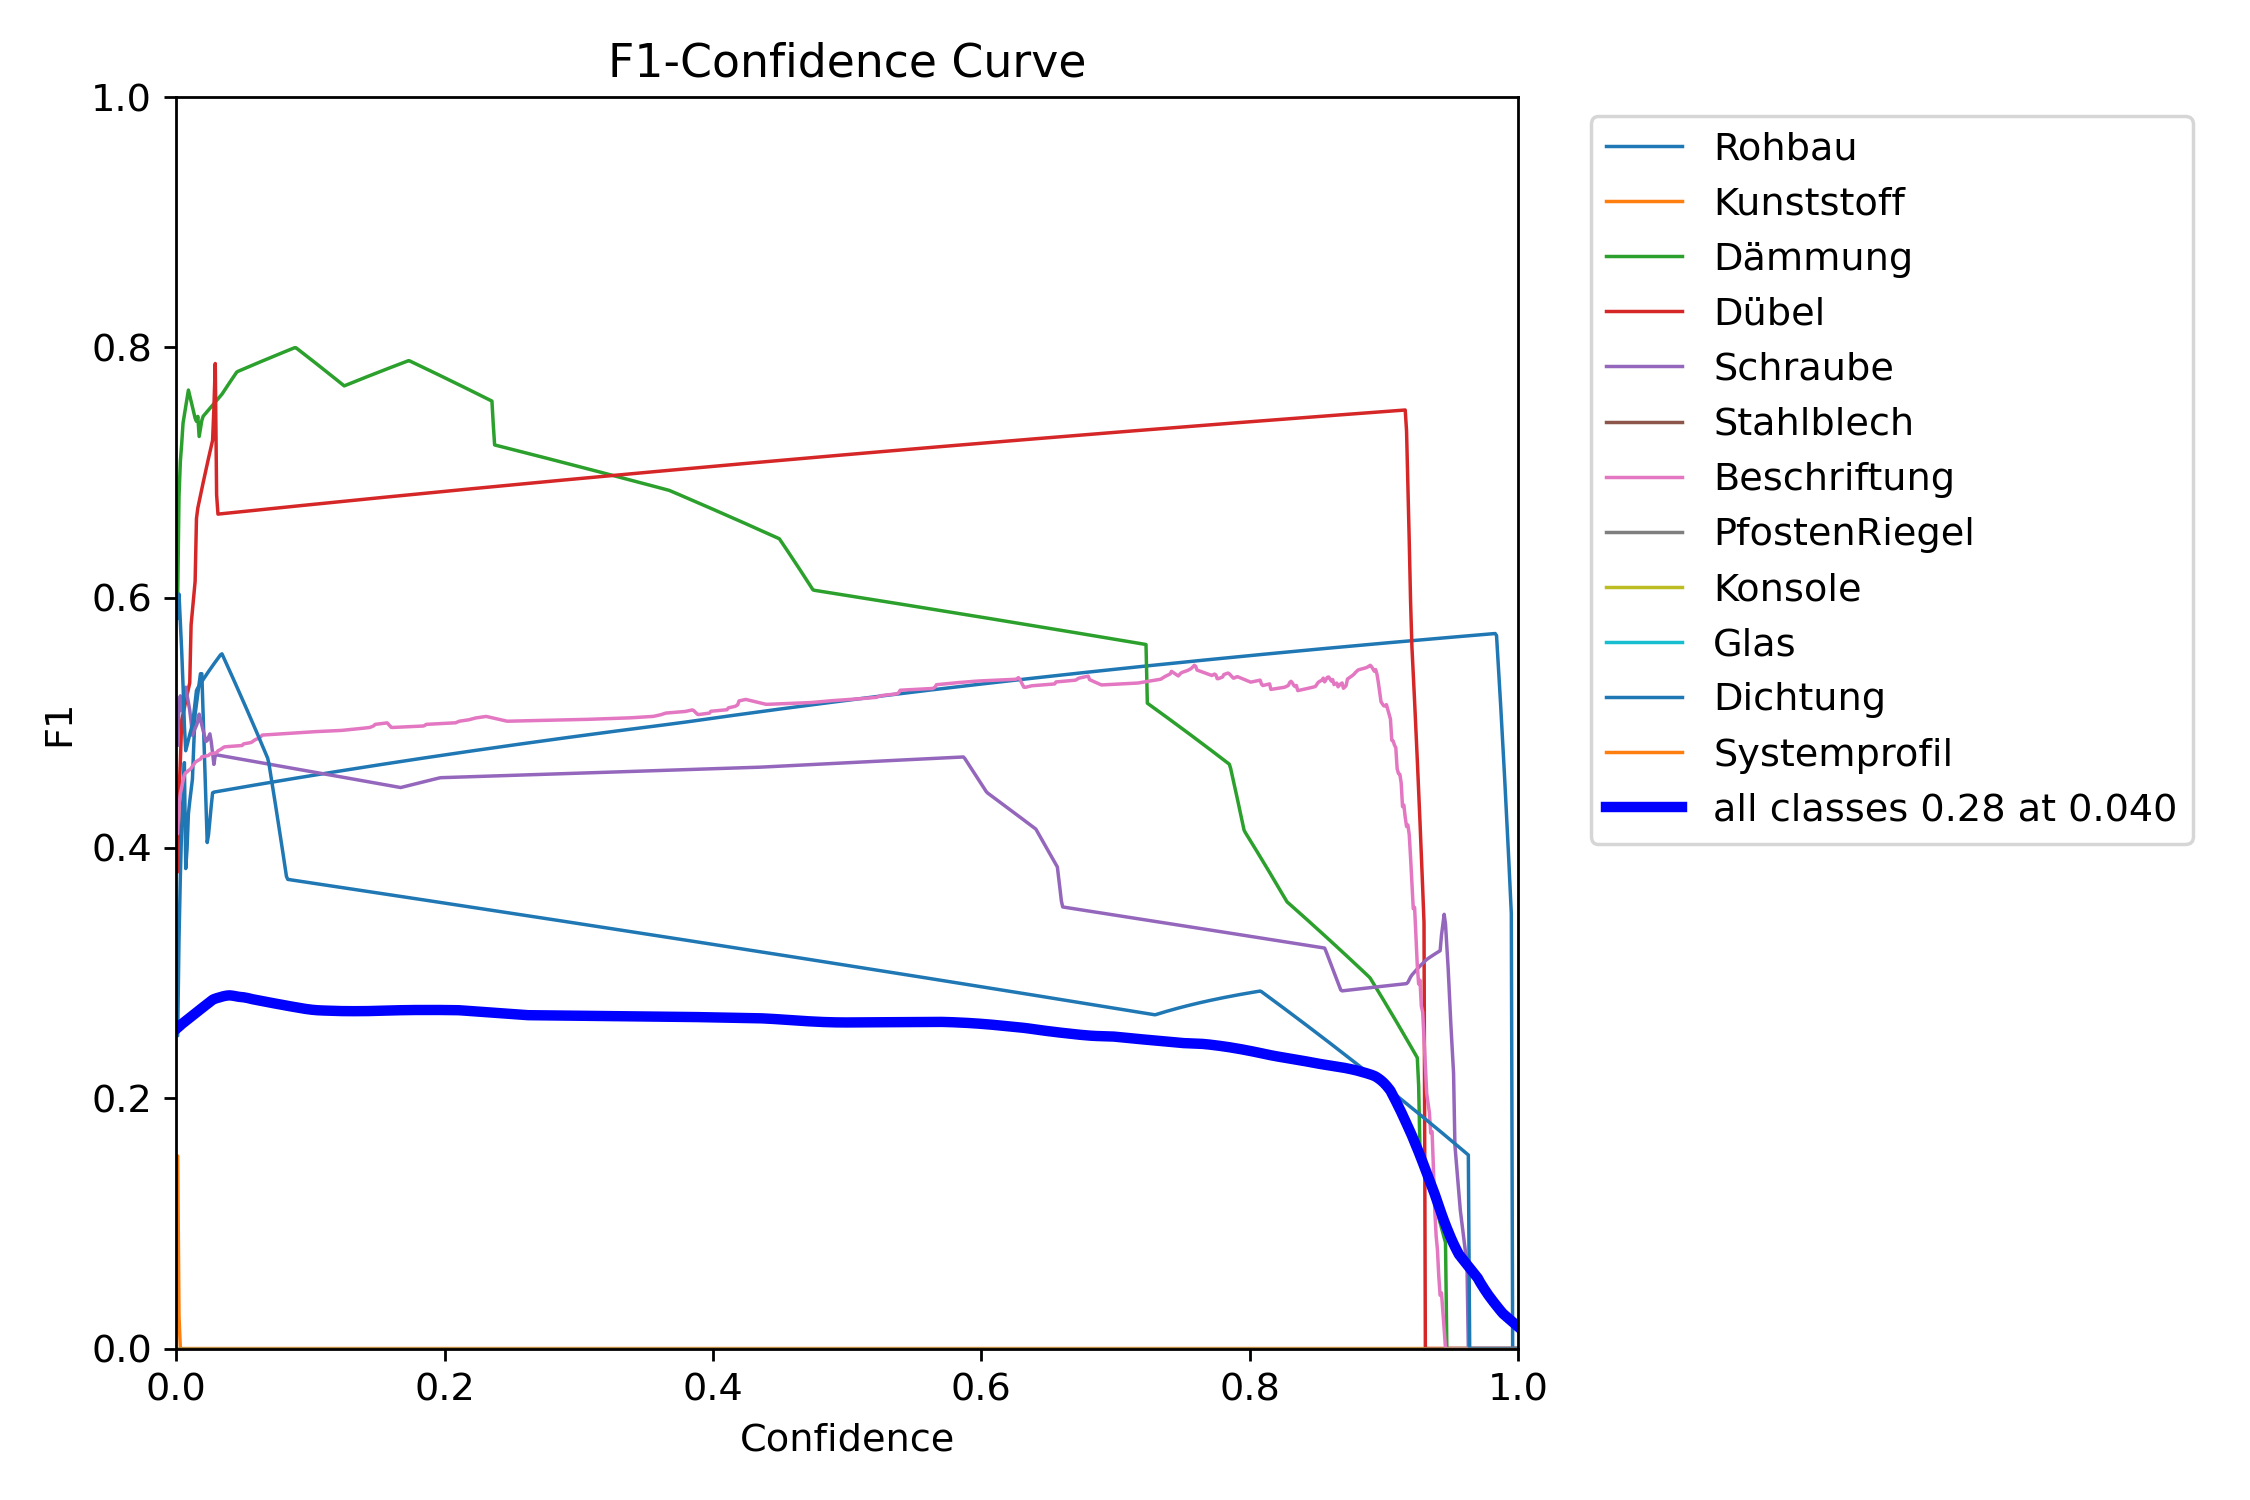 F1-Confidence Curve
1.0
0.8
0.6
0.4
0.2
0.0
F1
0.0 0.2 0.4 0.6 0.8 1.0
Confidence
Rohbau
Kunststoff
Dämmung
Dübel
Schraube
Stahlblech
Beschriftung
PfostenRiegel
Konsole
Glas
Dichtung
Systemprofil
all classes 0.28 at 0.040